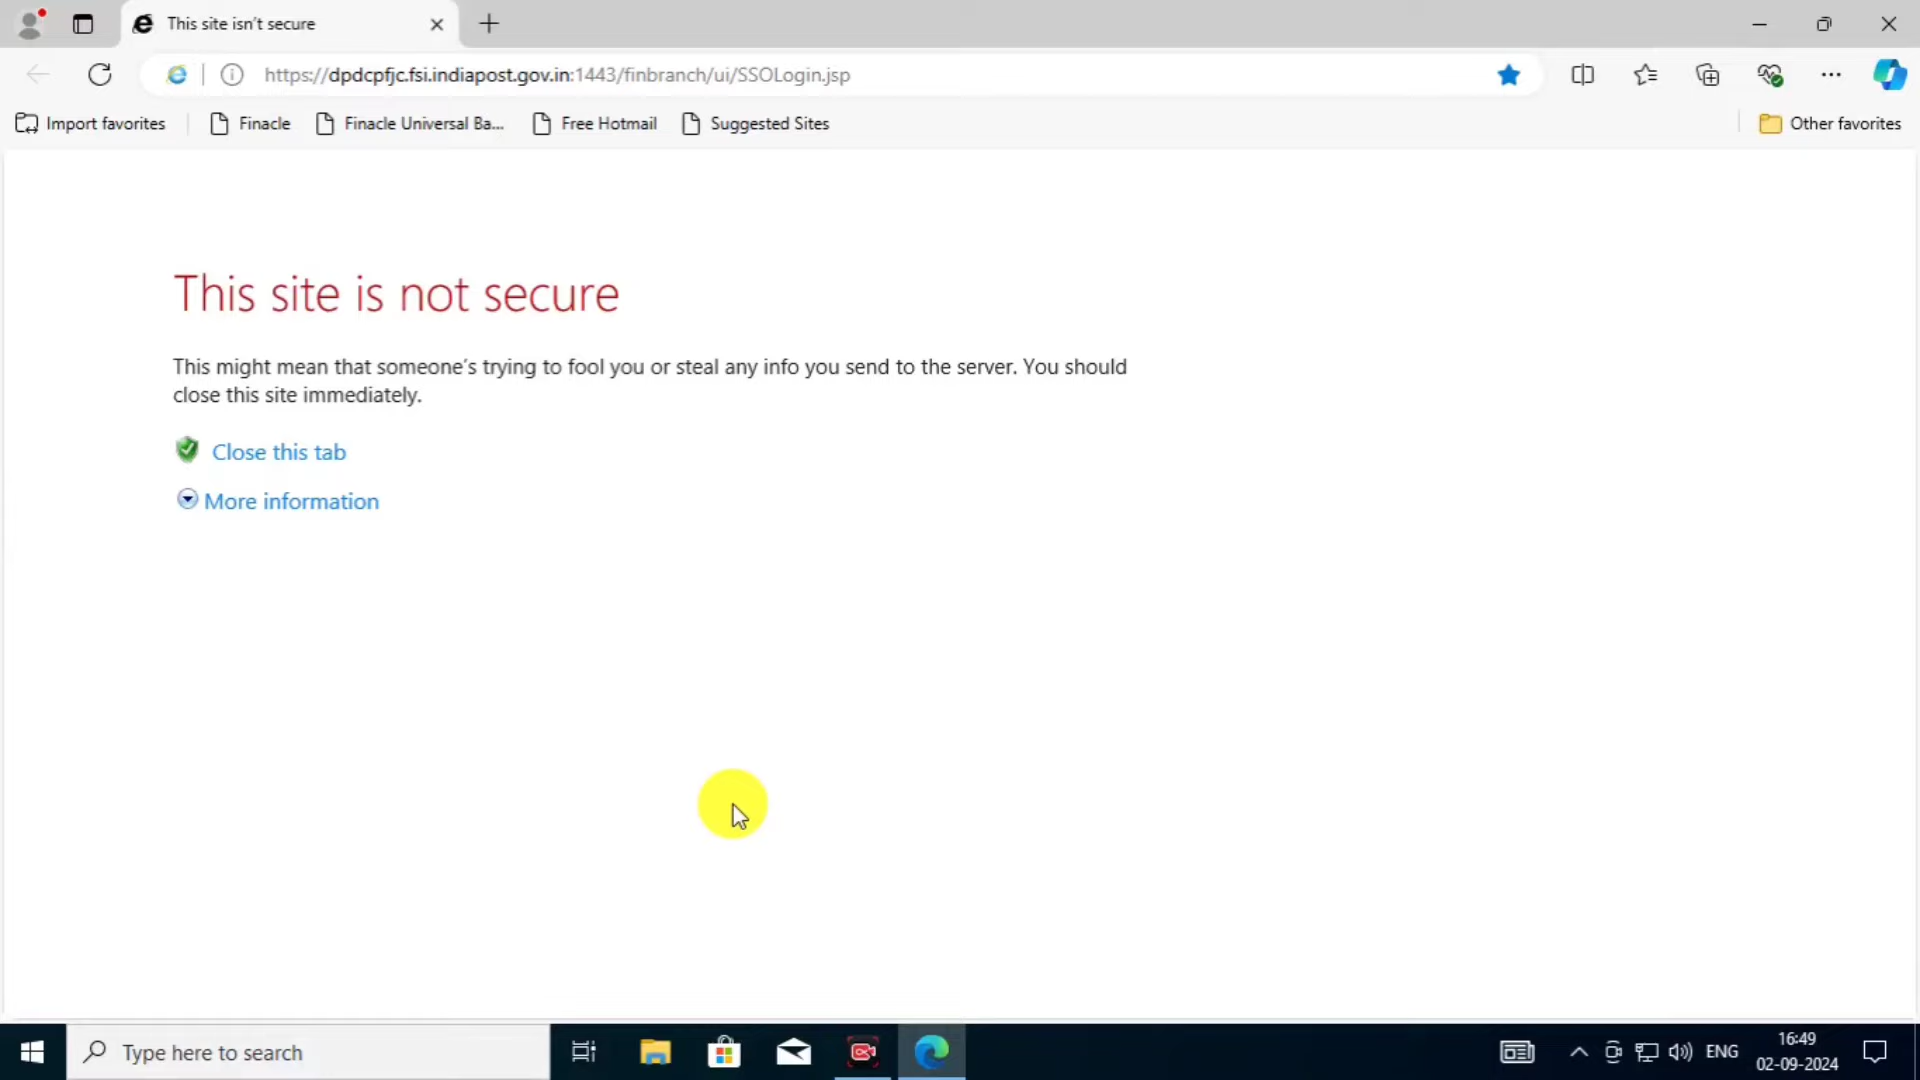 This site isn't secure
https://dpdcpfjc.fsi.indiapost.gov.in:1443/finbranch/ui/SSOLogin.jsp
Import favorites
Finacle
Finacle Universal Ba...
Free Hotmail
Suggested Sites
Other favorites
This site is not secure
This might mean that someone's trying to fool you or steal any info you send to the server. You should
close this site immediately.
Close this tab
More information
Type here to search
ENG
16:49
02-09-2024